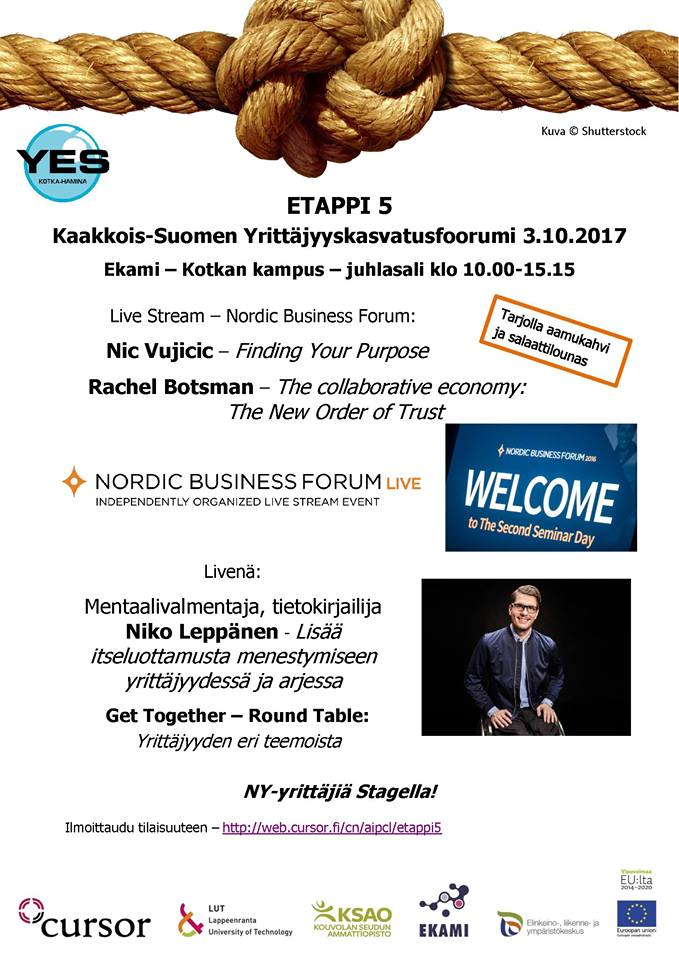 Kuva © Shutterstock
YES
KOTKA-HAMINA
ETAPPI 5
Kaakkois-Suomen Yrittäjyyskasvatusfoorumi 3.10.2017
Ekami – Kotkan kampus – juhlasali klo 10.00-15.15
Live Stream – Nordic Business Forum:
Tarjolla aamukahvi
ja salaattilounas
Nic Vujicic – Finding Your Purpose
Rachel Botsman – The collaborative economy:
The New Order of Trust
NORDIC BUSINESS FORUM LIVE
INDEPENDENTLY ORGANIZED LIVE STREAM EVENT
NORDIC BUSINESS FORUM 2016
WELCOME
to The Second Seminar Day
Livenä:
Mentaalivalmentaja, tietokirjailija
Niko Leppänen - Lisää
itseluottamusta menestymiseen
yrittäjyydessä ja arjessa
Get Together – Round Table:
Yrittäjyyden eri teemoista
NY-yrittäjiä Stagella!
Ilmoittaudu tilaisuuteen – http://web.cursor.fi/cn/aipcl/etappi5
cursor
LUT
Lappeenranta
University of Technology
KSAO
KOUVOLAN SEUDUN
AMMATTIOPISTO
EKAMI
Elinkeino-, liikenne- ja
ympäristökeskus
Vipuvoimaa
EU:lta
2014–2020
Euroopan unioni